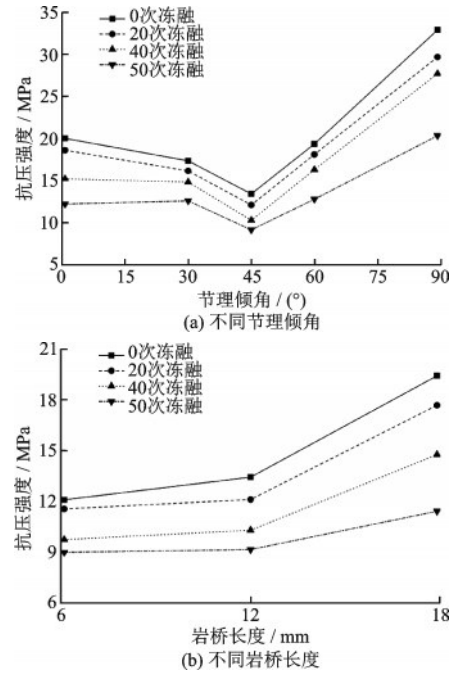 0次冻融
20次冻融
40次冻融
50次冻融
35
30
25
20
15
10
5
抗压强度 / MPa
0 15 30 45 60 75 90
节理倾角 / (°)
(a) 不同节理倾角
0次冻融
20次冻融
40次冻融
50次冻融
21
18
15
12
9
6
抗压强度 / MPa
6 12 18
岩桥长度 / mm
(b) 不同岩桥长度